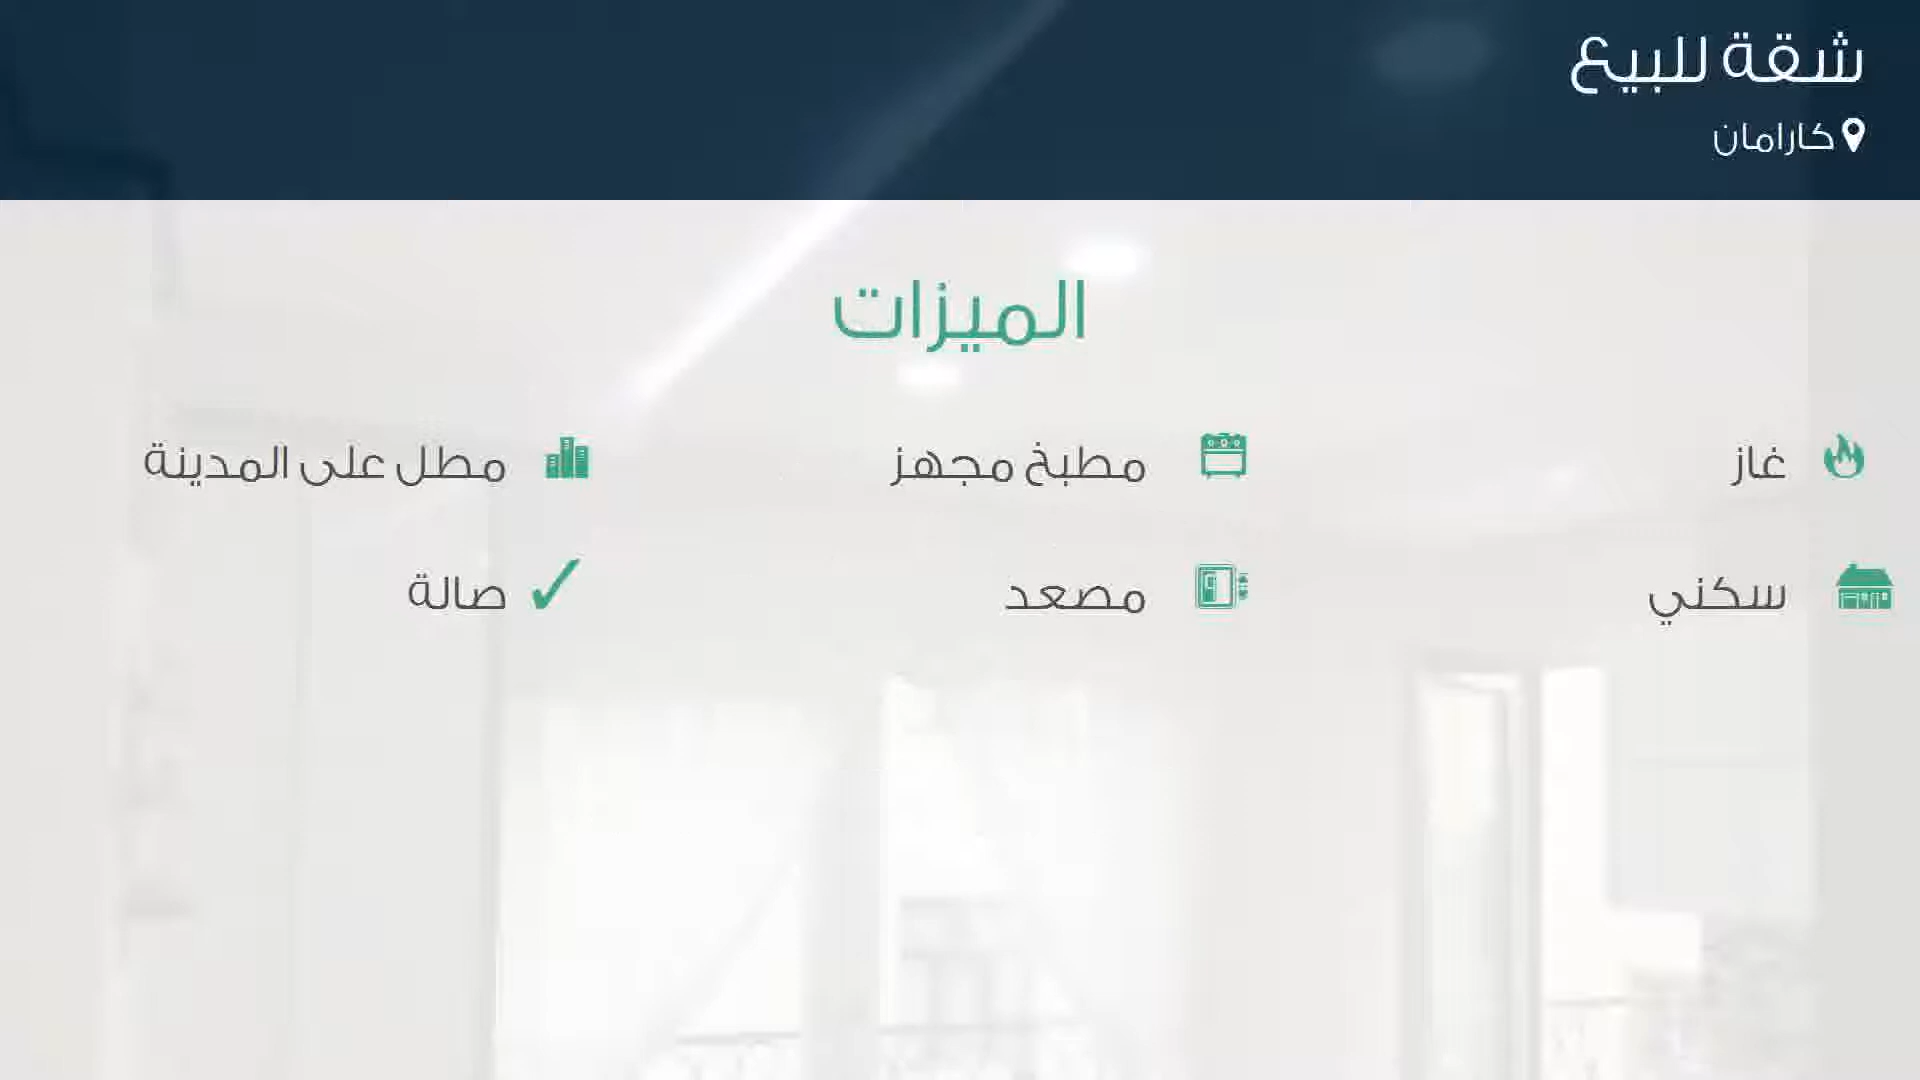 شقة للبيع
كارامان
الميزات
غاز
مطبخ مجهز
مطل على المدينة
سكني
مصعد
صالة